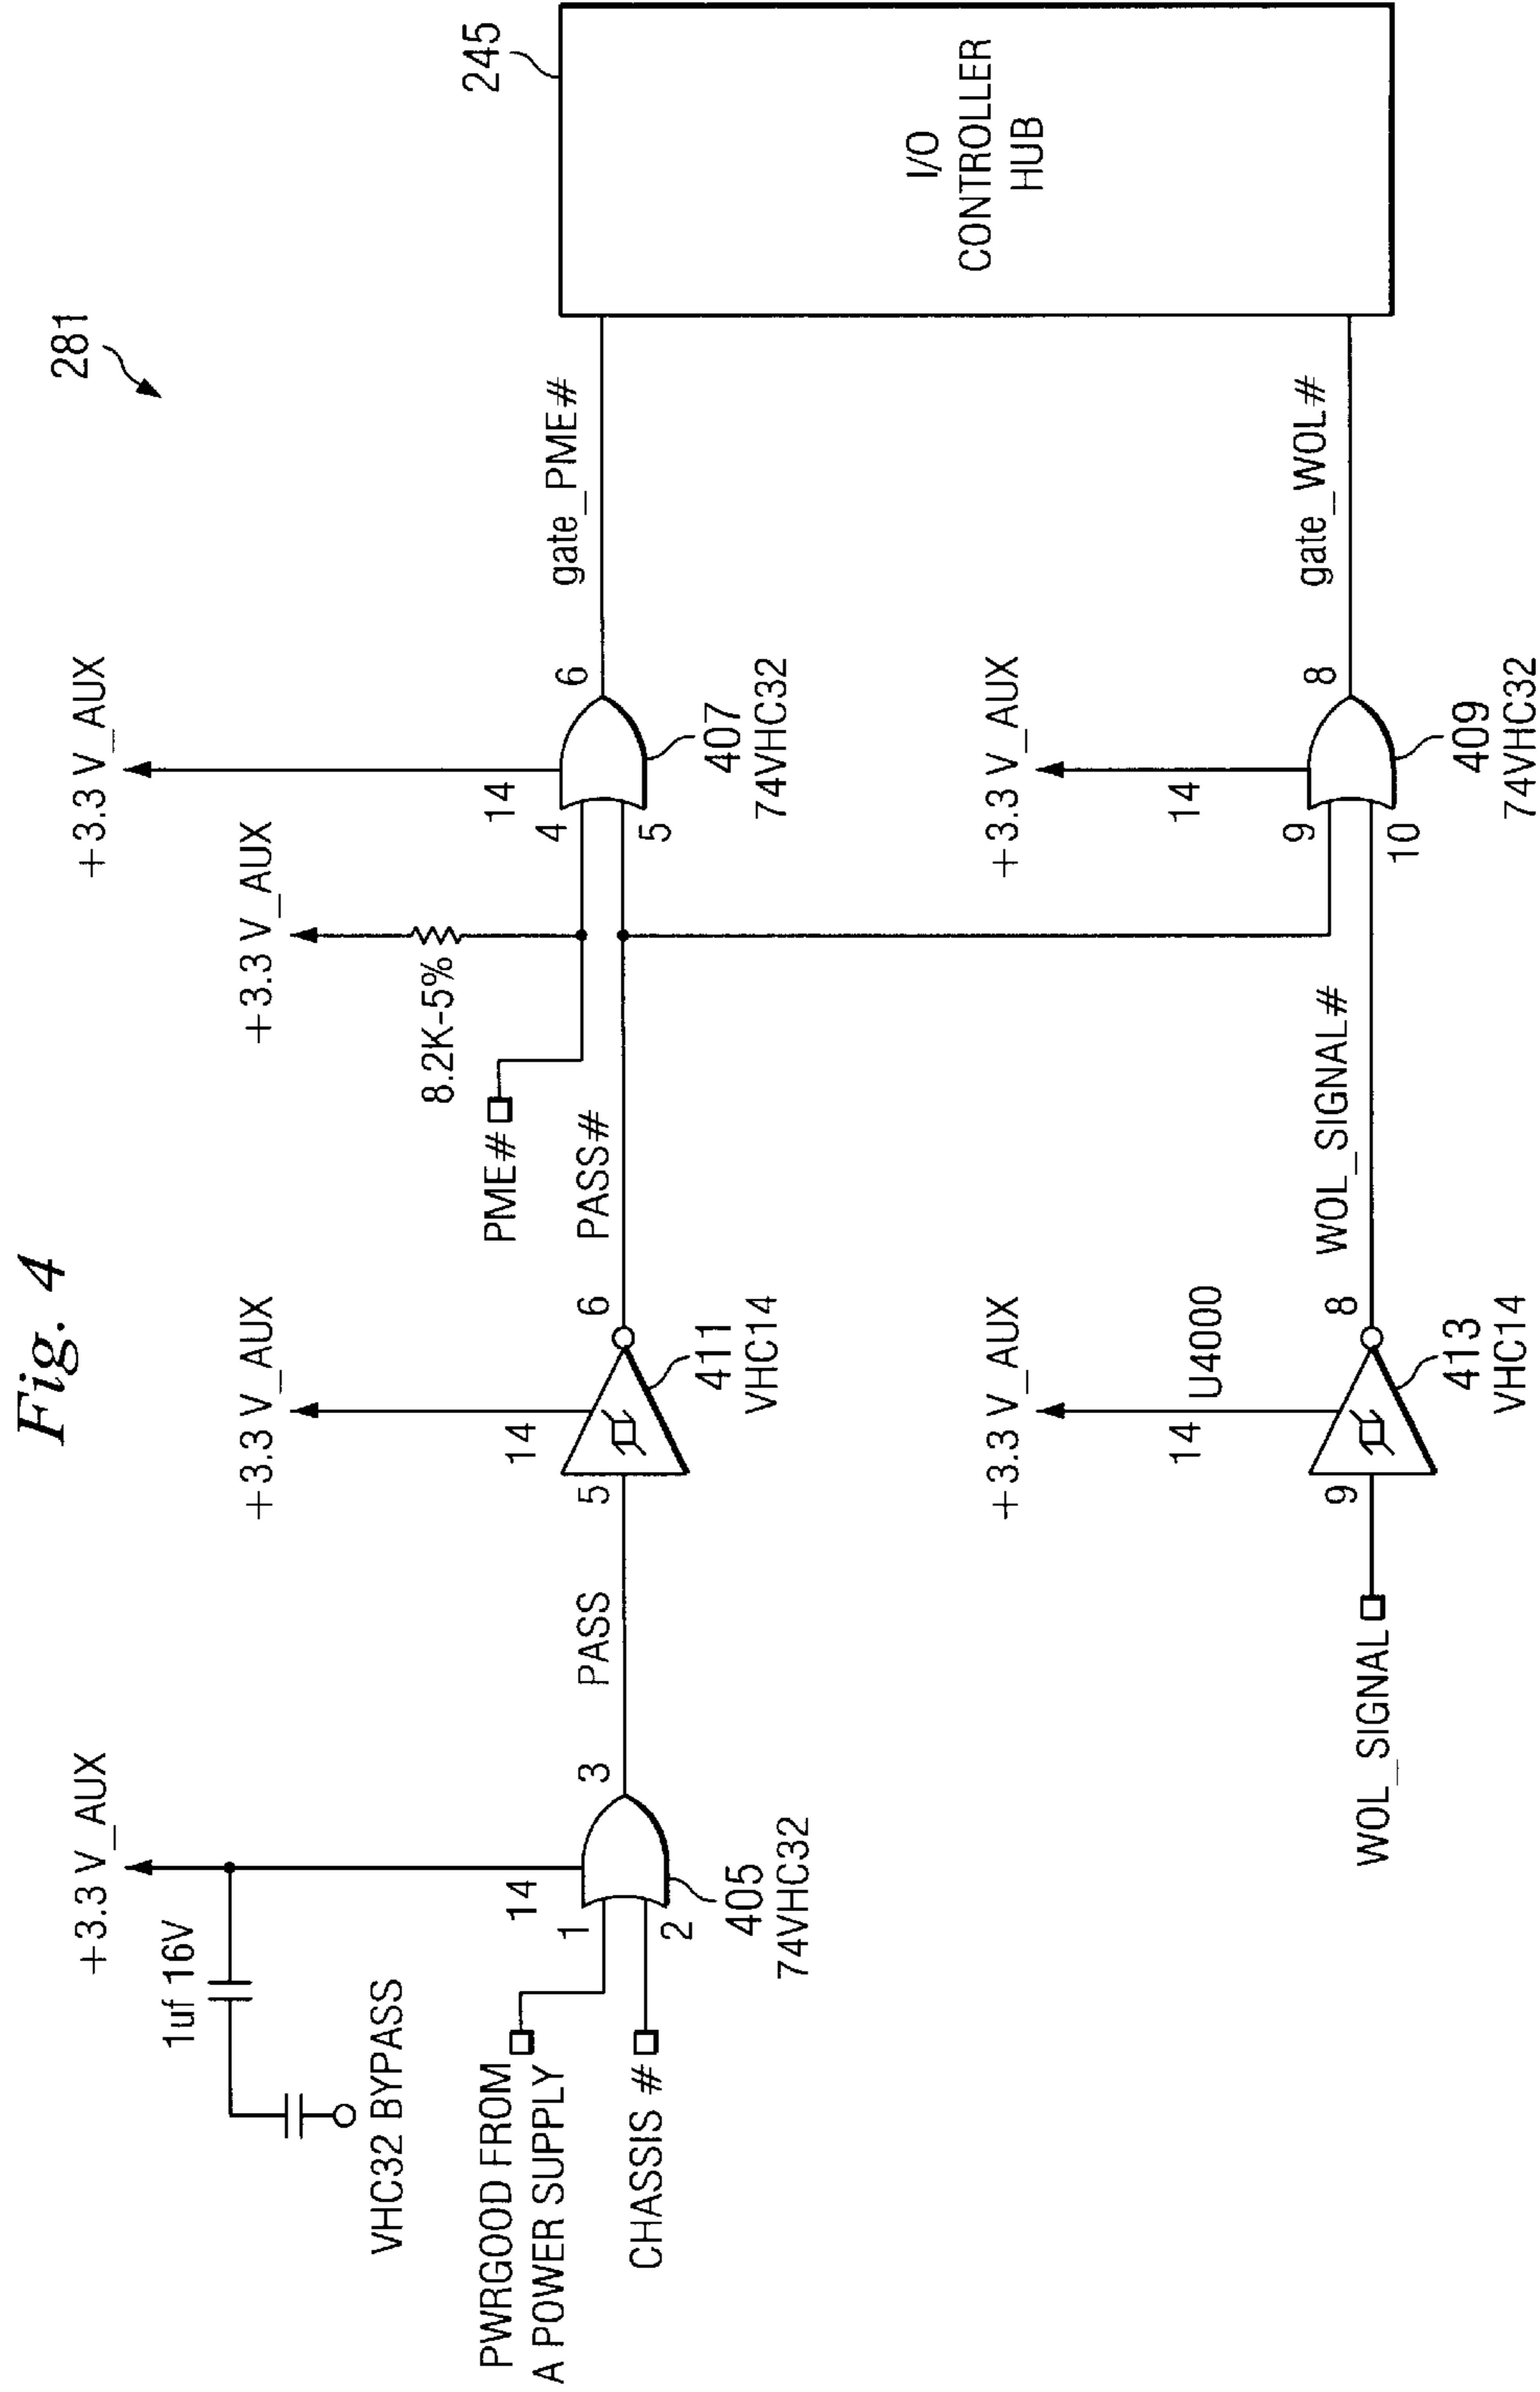 Fig. 4
281
+3.3 V_AUX
1uf 16V
VHC32 BYPASS
PWRGOOD FROM
A POWER SUPPLY
CHASSIS #
14
1
2
3
405
74VHC32
PASS
+3.3 V_AUX
14
5
6
411
VHC14
PASS#
PME#
+3.3 V_AUX
8.2K-5%
+3.3 V_AUX
14
4
5
6
407
74VHC32
gate_PME#
245
I/O
CONTROLLER
HUB
WOL_SIGNAL
+3.3 V_AUX
14
U4000
9
8
413
VHC14
WOL_SIGNAL#
+3.3 V_AUX
14
9
10
8
409
74VHC32
gate_WOL#